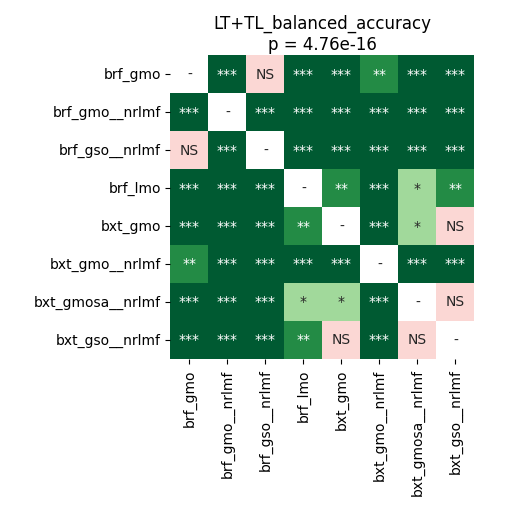 LT+TL_balanced_accuracy
p = 4.76e-16
brf_gmo - *** NS *** *** ** *** ***
brf_gmo__nrlmf *** - *** *** *** *** *** ***
brf_gso__nrlmf NS *** - *** *** *** *** ***
brf_lmo *** *** *** - ** *** * **
bxt_gmo *** *** *** ** - *** * NS
bxt_gmo__nrlmf ** *** *** *** *** - *** ***
bxt_gmosa__nrlmf *** *** *** * * *** - NS
bxt_gso__nrlmf *** *** *** ** NS *** NS -
brf_gmo
brf_gmo__nrlmf
brf_gso__nrlmf
brf_lmo
bxt_gmo
bxt_gmo__nrlmf
bxt_gmosa__nrlmf
bxt_gso__nrlmf